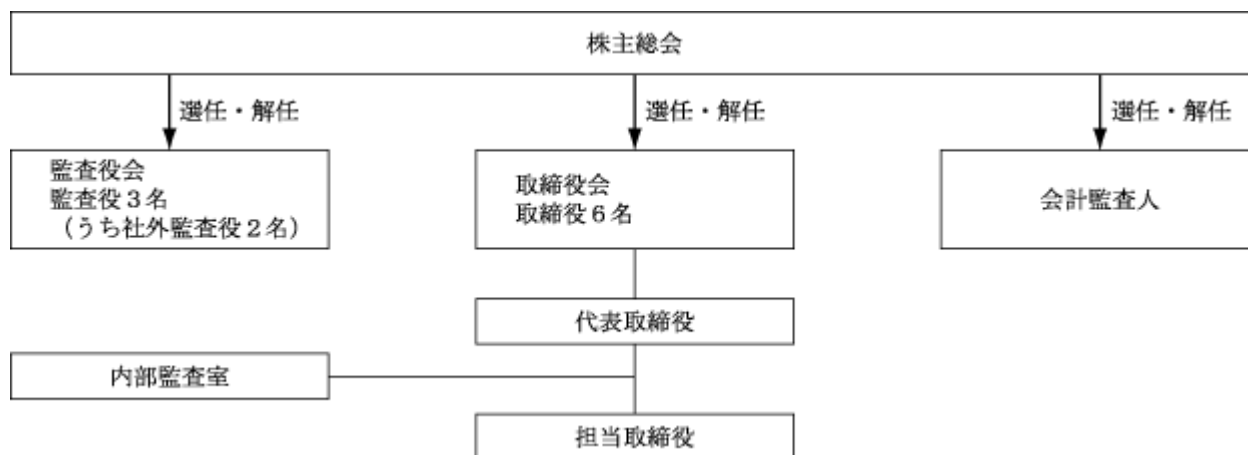 株主総会
選任・解任
選任・解任
選任・解任
監査役会
監査役３名
（うち社外監査役２名）
取締役会
取締役６名
会計監査人
代表取締役
内部監査室
担当取締役